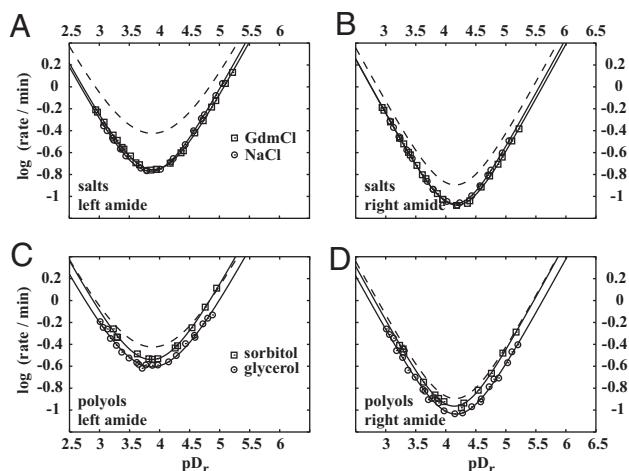 A
2.5 3 3.5 4 4.5 5 5.5 6
B
3 3.5 4 4.5 5 5.5 6 6.5
0.2
0
-0.2
-0.4
-0.6
-0.8
-1
log (rate / min)
GdmCl
NaCl
salts
left amide
salts
right amide
0.2
0
-0.2
-0.4
-0.6
-0.8
-1
C
D
0.2
0
-0.2
-0.4
-0.6
-0.8
-1
log (rate / min)
sorbitol
glycerol
polyols
left amide
polyols
right amide
0.2
0
-0.2
-0.4
-0.6
-0.8
-1
2.5 3 3.5 4 4.5 5 5.5 6
3 3.5 4 4.5 5 5.5 6 6.5
pDr
pDr